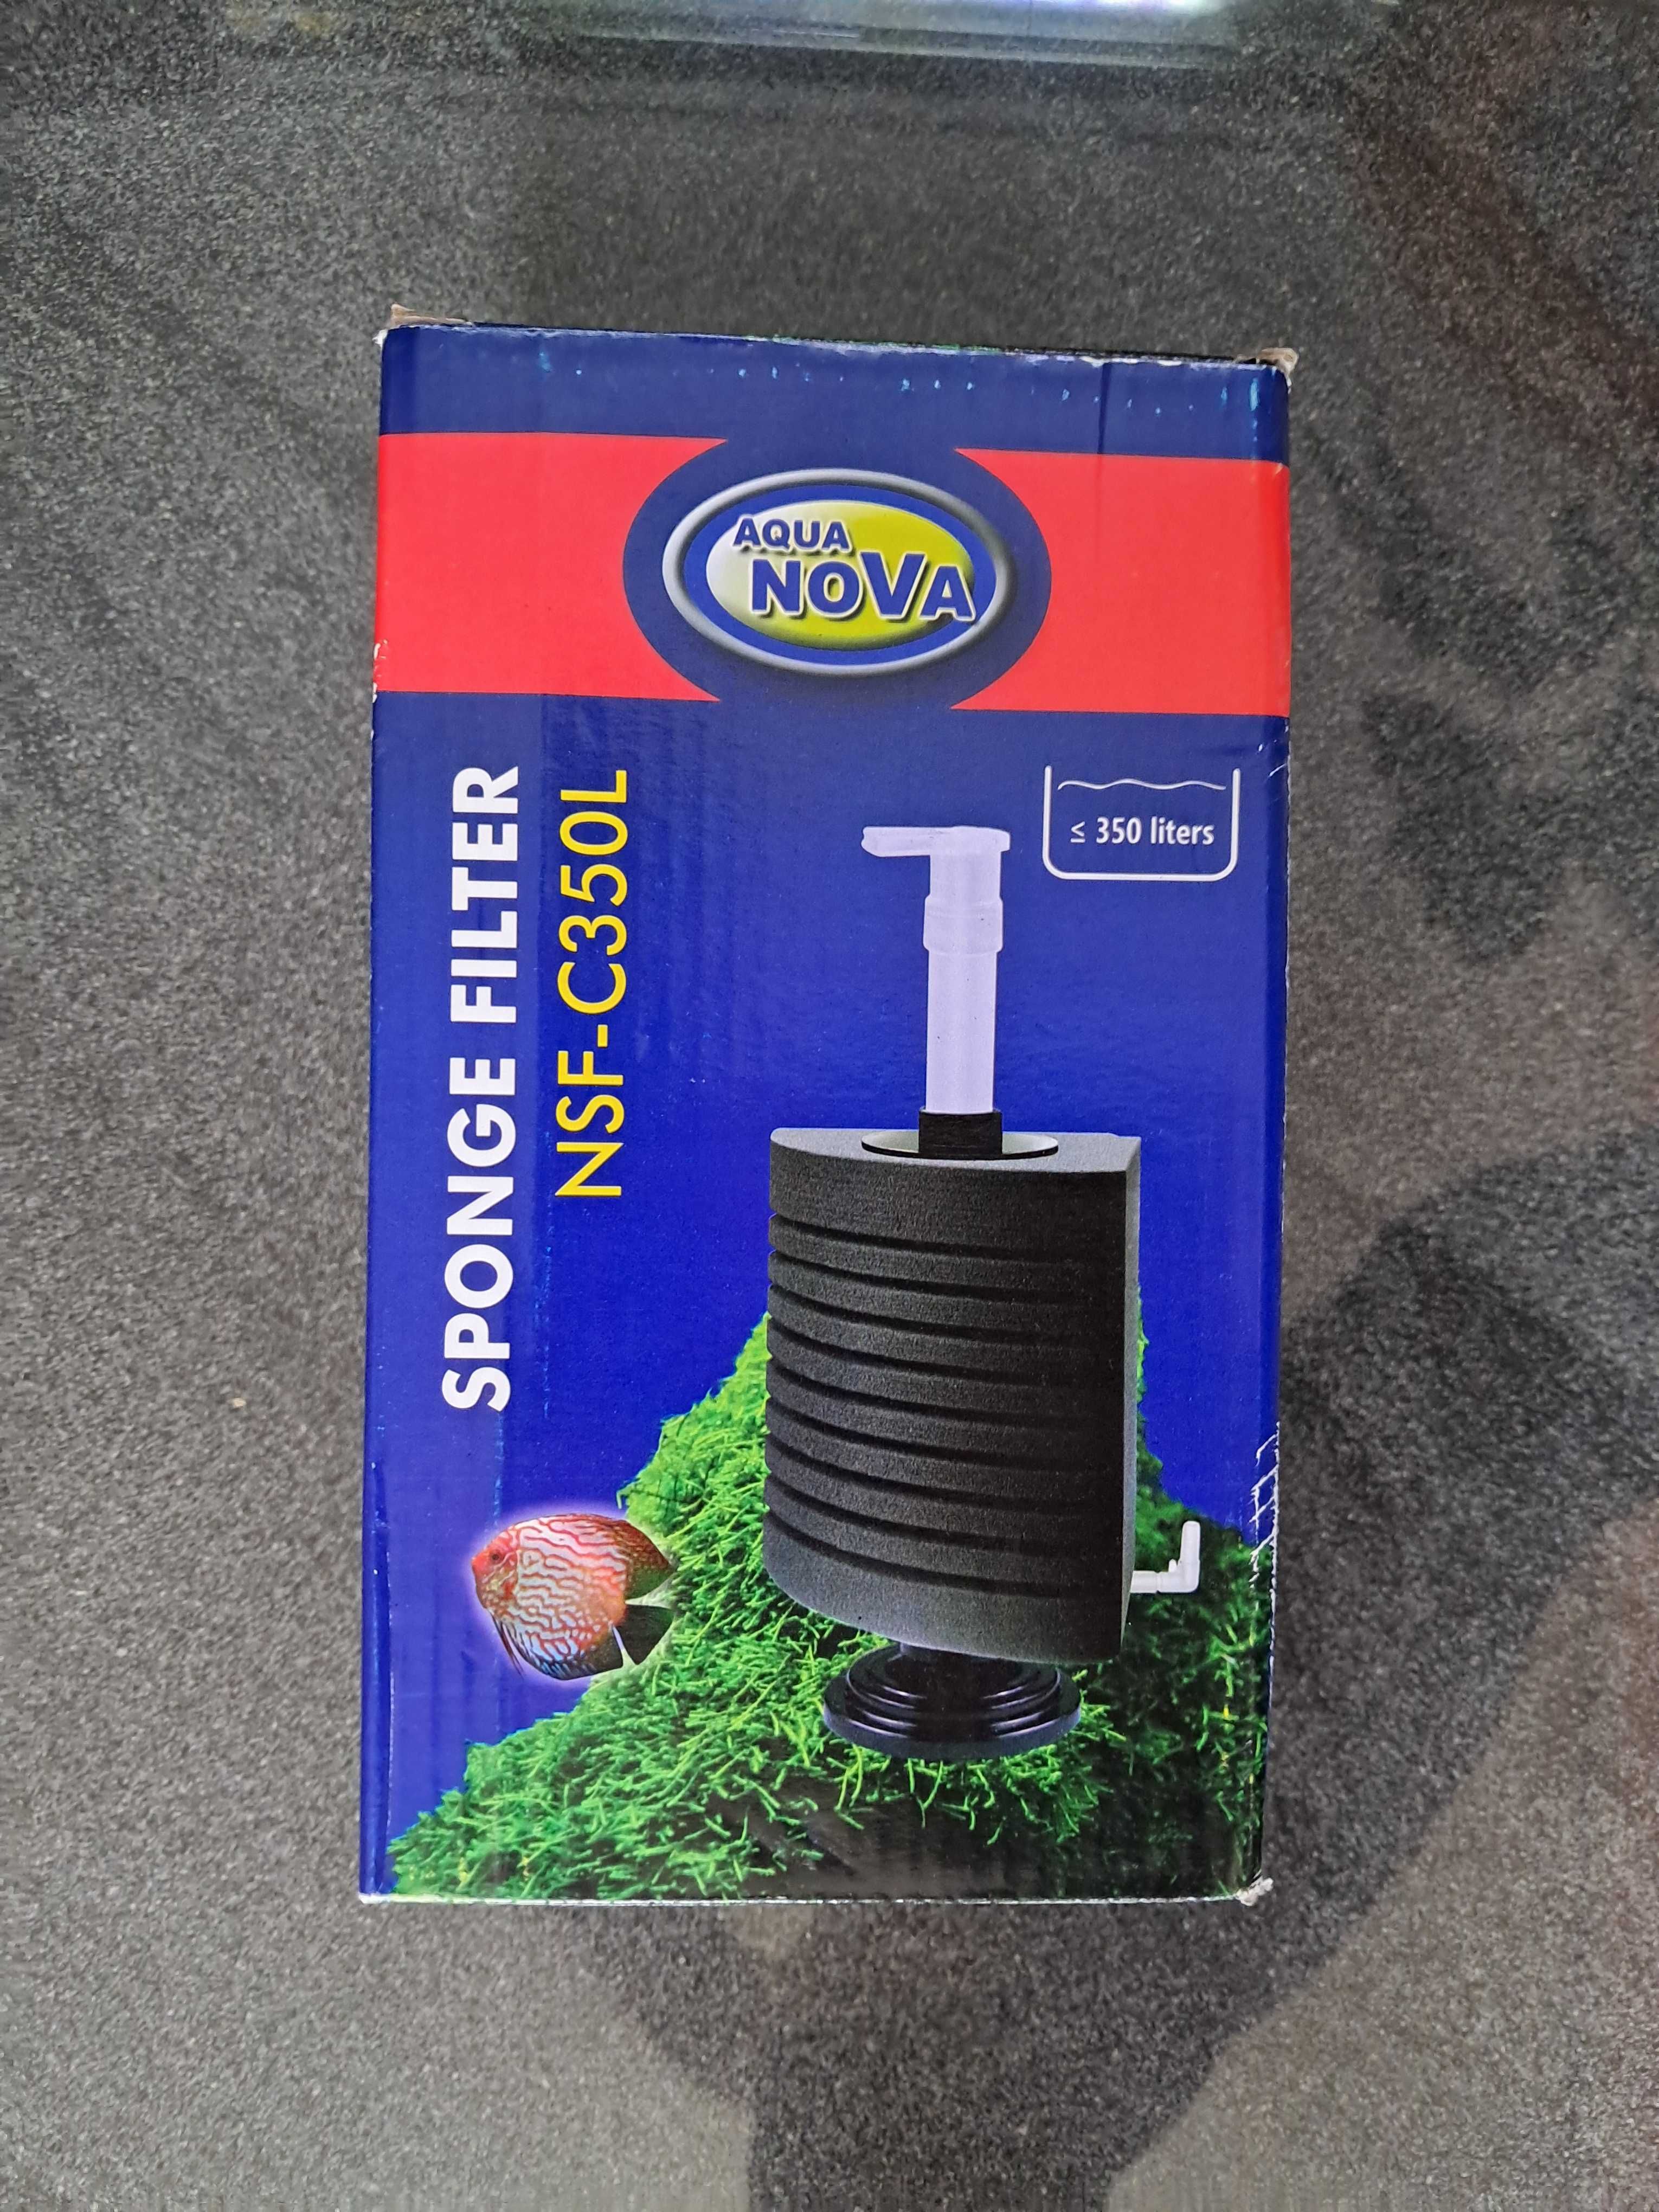 AQUA
NOVA
SPONGE FILTER
NSF-C350L
≤ 350 liters